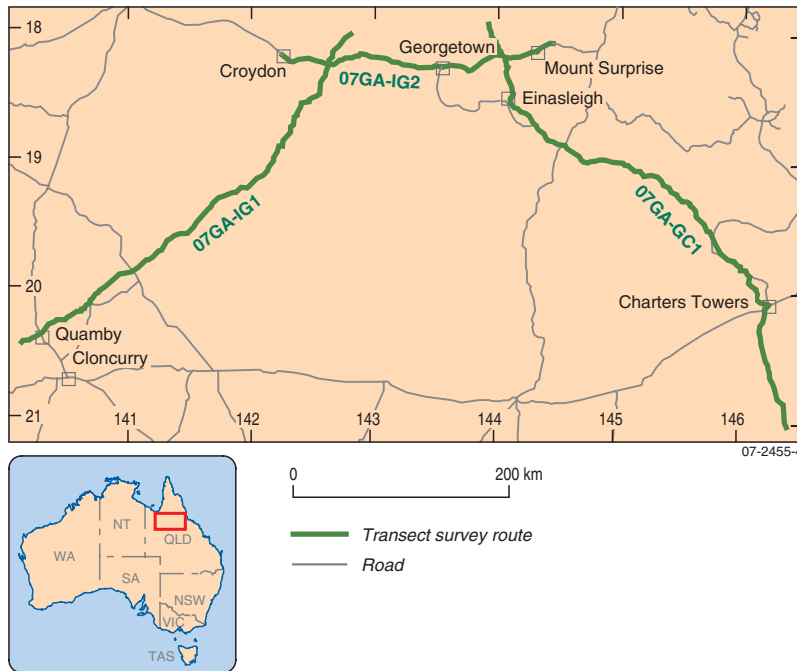 18
Georgetown
Croydon
Mount Surprise
07GA-IG2
Einasleigh
19
07GA-IG1
07GA-GC1
20
Charters Towers
Quamby
Cloncurry
21
141
142
143
144
145
146
07-2455-4
0
200 km
NT
QLD
WA
SA
NSW
VIC
TAS
Transect survey route
Road